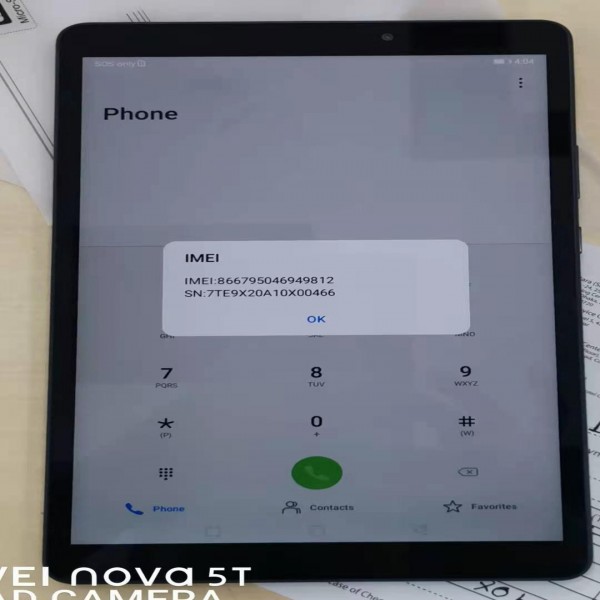 SOS only
4:04
Phone
IMEI
IMEI:866795046949812
SN:7TE9X20A10X00466
OK
7
8
9
PQRS
TUV
WXYZ
*
0
#
(P)
+
(W)
Phone
Contacts
Favorites
VEI nova 5T
AD CAMERA